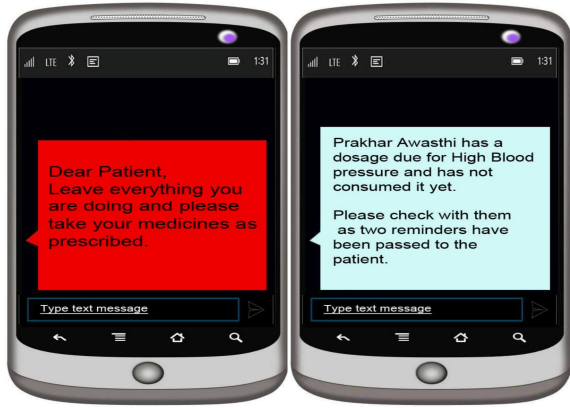 LTE 1:31
Dear Patient,
Leave everything you
are doing and please
take your medicines as
prescribed.
Type text message
LTE 1:31
Prakhar Awasthi has a
dosage due for High Blood
pressure and has not
consumed it yet.
Please check with them
as two reminders have
been passed to the
patient.
Type text message